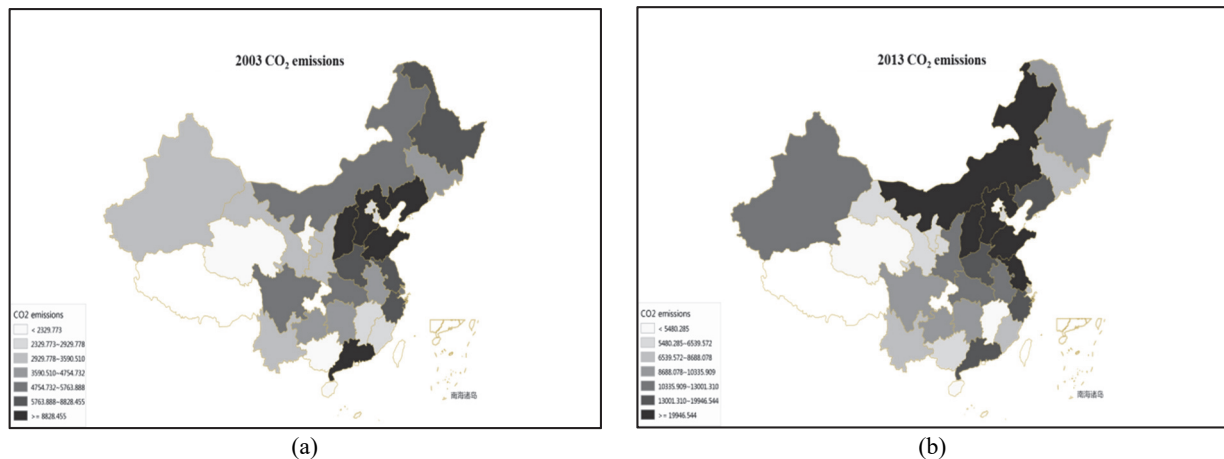 2003 CO₂ emissions
CO2 emissions
< 2329.773
2329.773~2929.778
2929.778~3590.510
3590.510~4754.732
4754.732~5763.888
5763.888~8828.455
>= 8828.455
南海诸岛
(a)
2013 CO₂ emissions
CO2 emissions
< 5480.285
5480.285~6539.572
6539.572~8688.078
8688.078~10335.909
10335.909~13001.310
13001.310~19946.544
>= 19946.544
南海诸岛
(b)